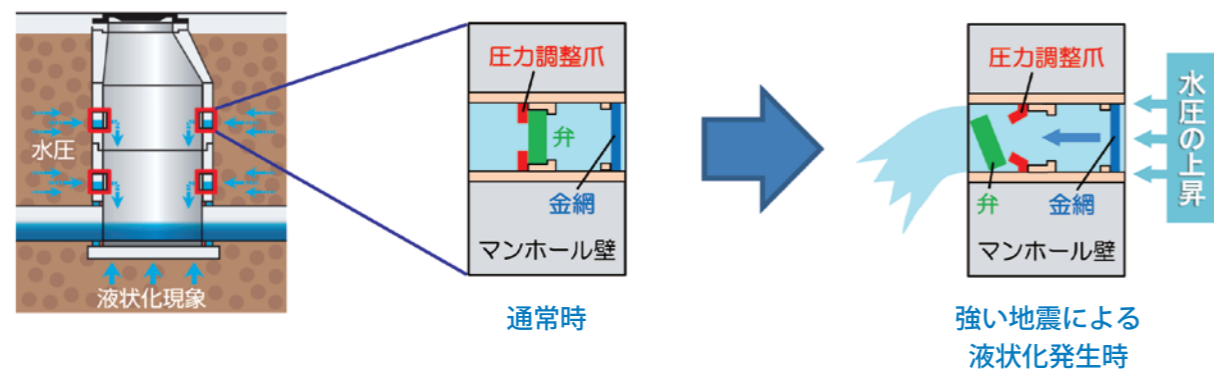 水圧
液状化現象
圧力調整爪
弁
金網
マンホール壁
通常時
圧力調整爪
弁
金網
マンホール壁
水圧の上昇
強い地震による
液状化発生時